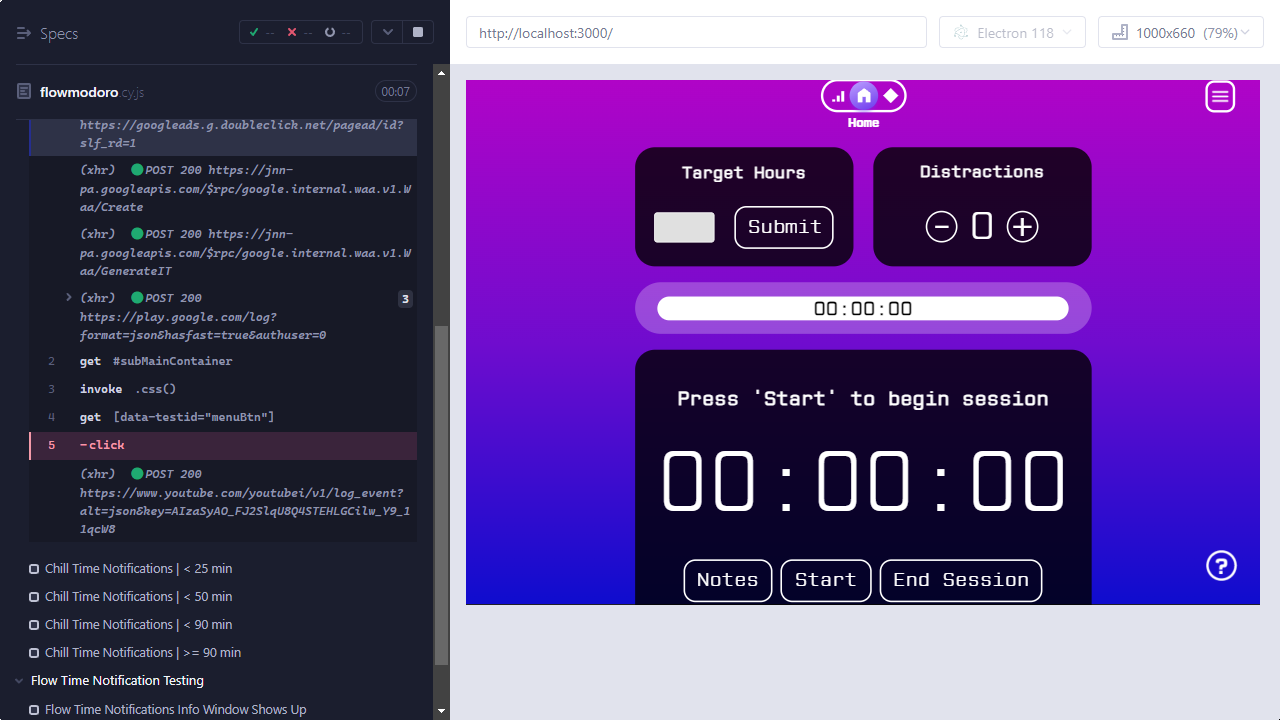 Specs
-- -- --
http://localhost:3000/
Electron 118
1000x660 (79%)
flowmodoro.cy.js
00:07
https://googleads.g.doubleclick.net/pagead/id?
slf_rd=1
(xhr) POST 200 https://jnn-
pa.googleapis.com/$rpc/google.internal.waa.v1.W
aa/Create
(xhr) POST 200 https://jnn-
pa.googleapis.com/$rpc/google.internal.waa.v1.W
aa/GenerateIT
(xhr) POST 200
3
https://play.google.com/log?
format=json&hasfast=true&authuser=0
2 get #subMainContainer
3 invoke .css()
4 get [data-testid="menuBtn"]
5 -click
(xhr) POST 200
https://www.youtube.com/youtubei/v1/log_event?
alt=json&key=AIzaSyAO_FJ2SlqU8Q4STEHLGCilw_Y9_1
1qcW8
Chill Time Notifications | < 25 min
Chill Time Notifications | < 50 min
Chill Time Notifications | < 90 min
Chill Time Notifications | >= 90 min
Flow Time Notification Testing
Flow Time Notifications Info Window Shows Up
Home
Target Hours
Submit
Distractions
0
00:00:00
Press 'Start' to begin session
00:00:00
Notes
Start
End Session
?